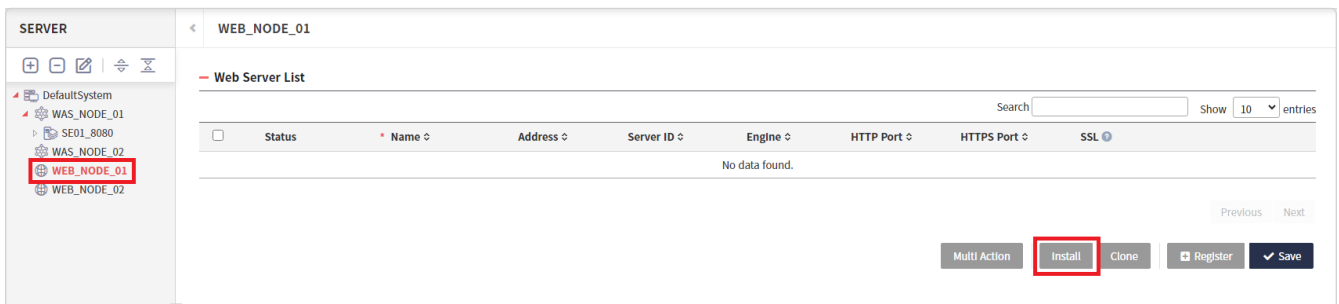 SERVER
WEB_NODE_01
Web Server List
DefaultSystem
WAS_NODE_01
SE01_8080
WAS_NODE_02
WEB_NODE_01
WEB_NODE_02
Search Show 10 entries
Status * Name Address Server ID Engine HTTP Port HTTPS Port SSL ?
No data found.
Previous Next
Multi Action Install Clone Register Save